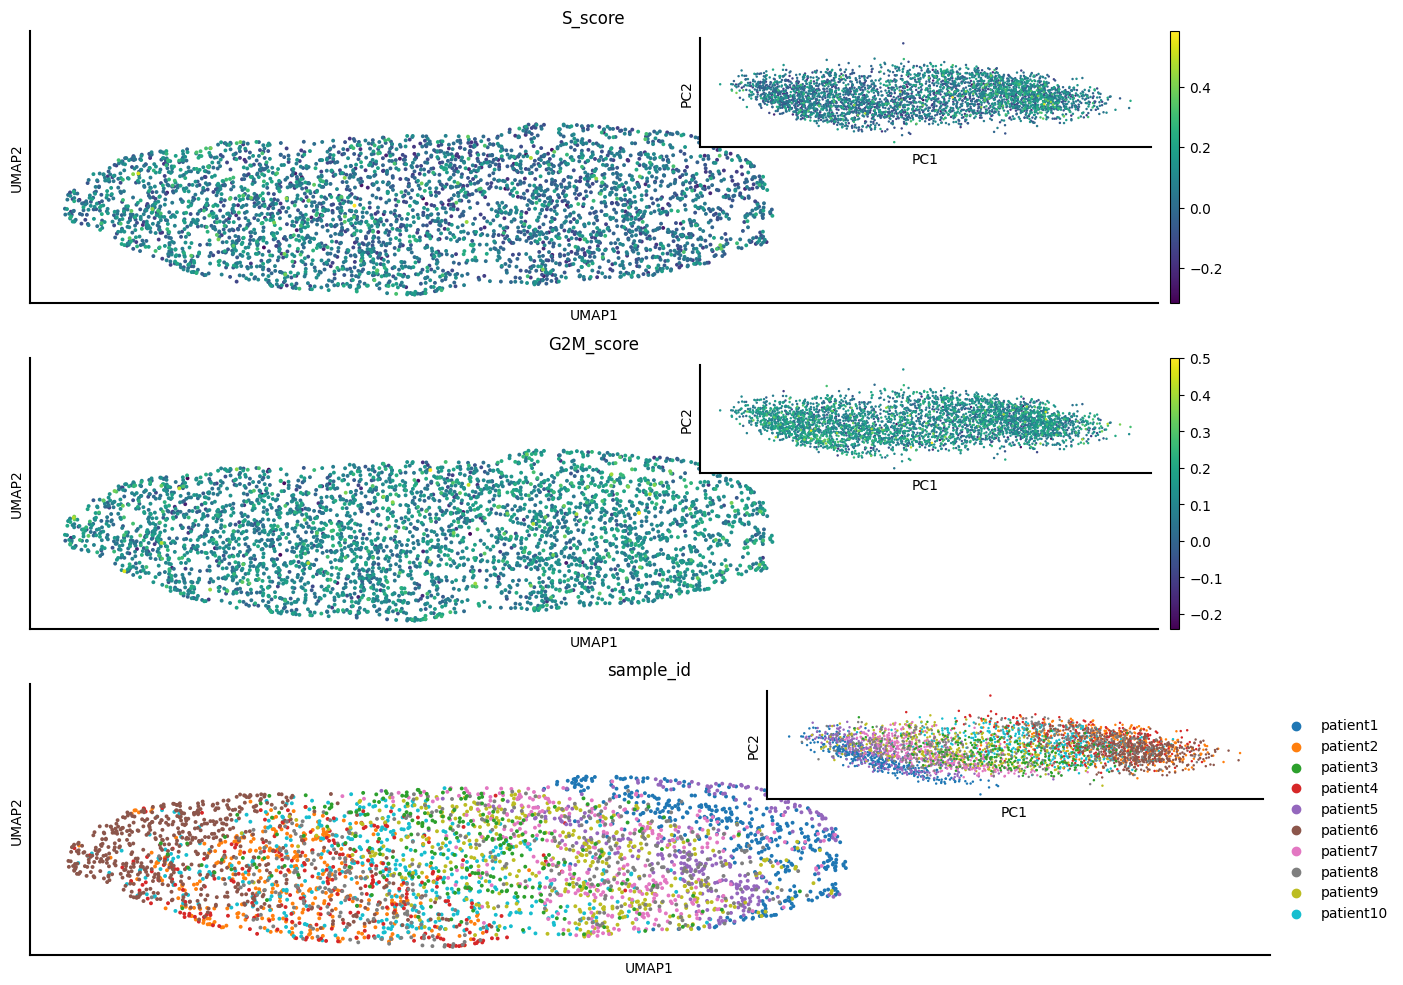 S_score
PC2
PC1
UMAP2
UMAP1
0.4
0.2
0.0
−0.2
G2M_score
PC2
PC1
UMAP2
UMAP1
0.5
0.4
0.3
0.2
0.1
0.0
−0.1
−0.2
sample_id
PC2
PC1
UMAP2
UMAP1
patient1
patient2
patient3
patient4
patient5
patient6
patient7
patient8
patient9
patient10